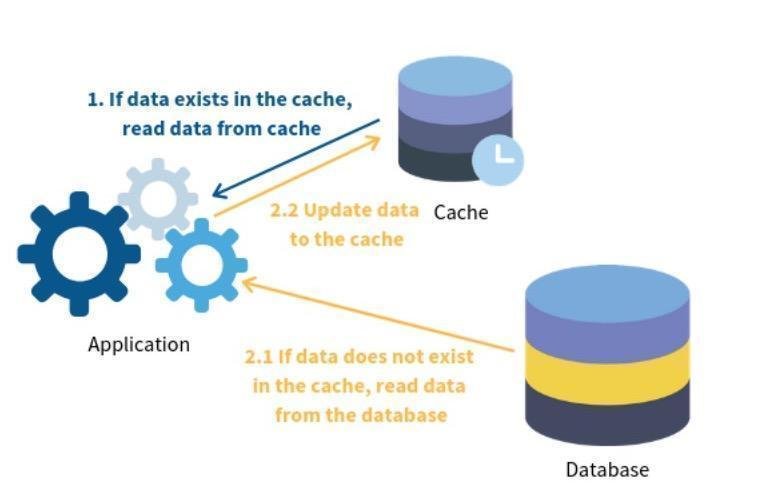 1. If data exists in the cache,
read data from cache
2.2 Update data
to the cache
Cache
Application
2.1 If data does not exist
in the cache, read data
from the database
Database